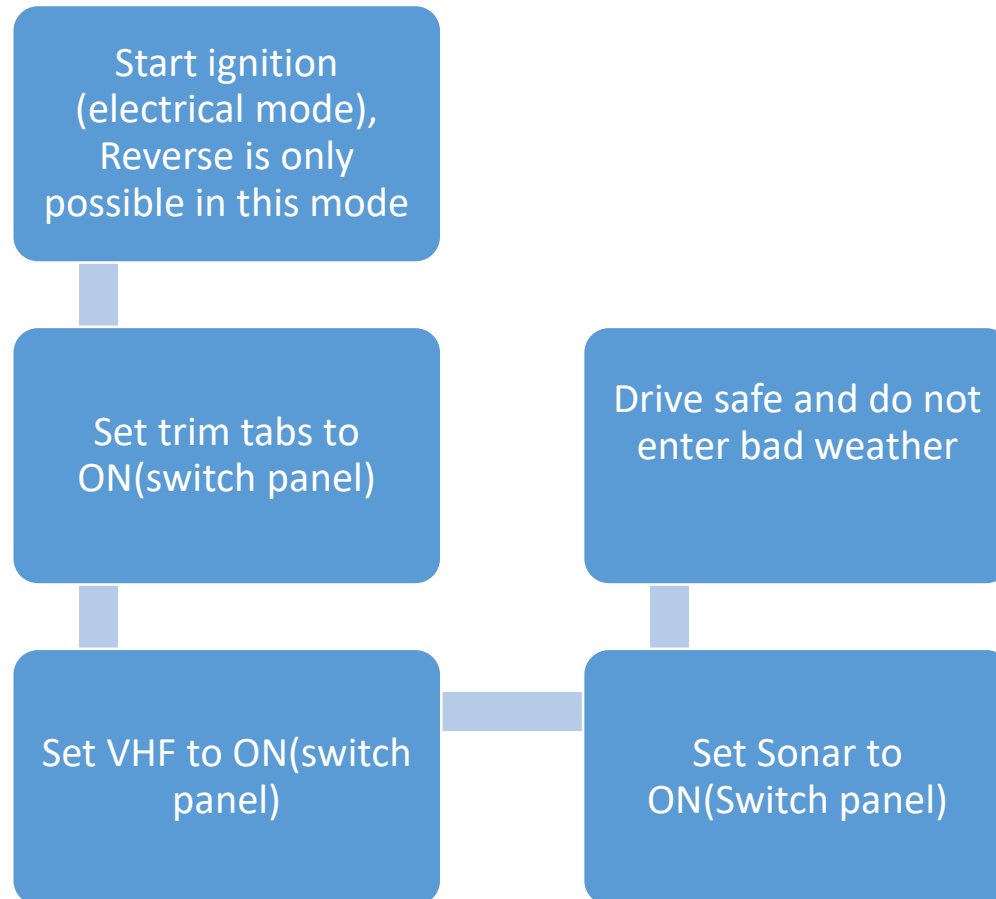 Start ignition
(electrical mode),
Reverse is only
possible in this mode
Set trim tabs to
ON(switch panel)
Set VHF to ON(switch
panel)
Set Sonar to
ON(Switch panel)
Drive safe and do not
enter bad weather